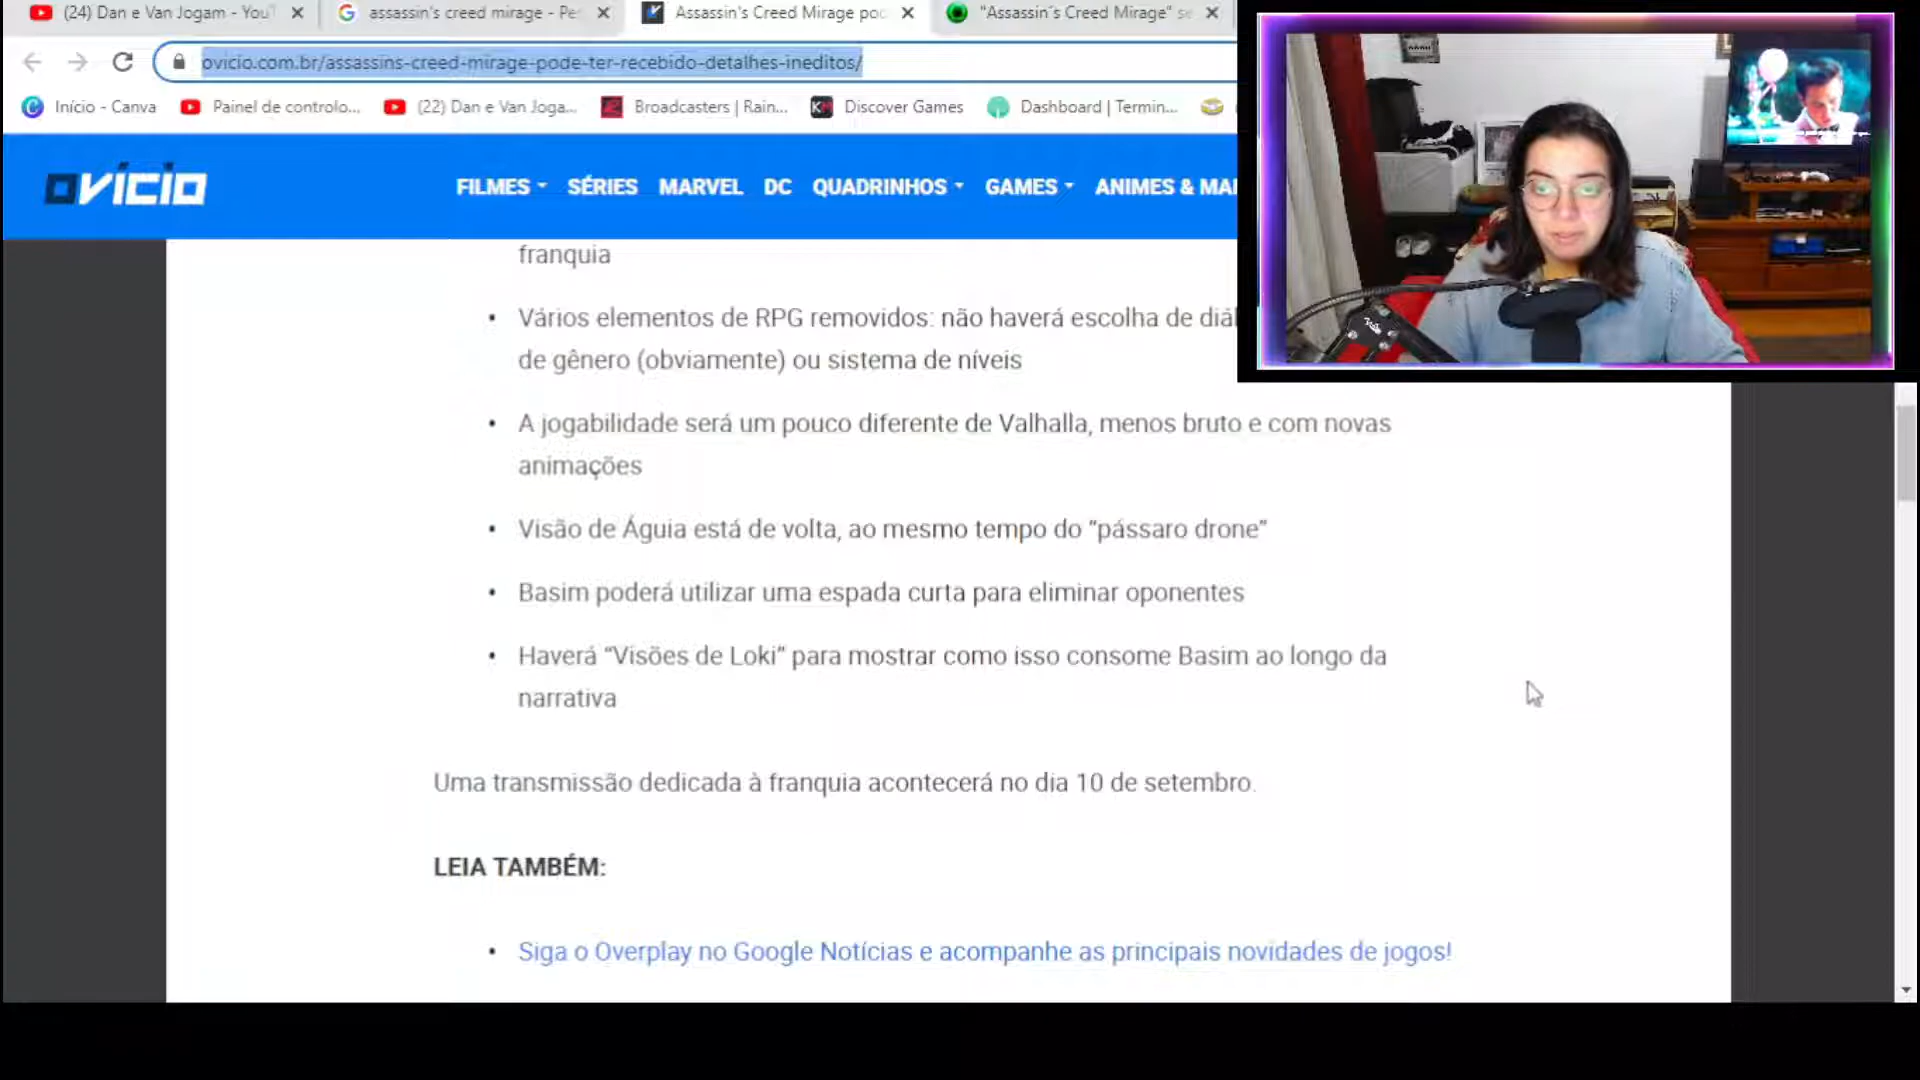 (24) Dan e Van Jogam - YouT
assassin's creed mirage - Pe
Assassin's Creed Mirage po
"Assassin´s Creed Mirage" se
ovicio.com.br/assassins-creed-mirage-pode-ter-recebido-detalhes-ineditos/
Início - Canva
Painel de controlo...
(22) Dan e Van Joga...
Broadcasters | Rain...
Discover Games
Dashboard | Termin...
ovício
FILMES
SÉRIES
MARVEL
DC
QUADRINHOS
GAMES
ANIMES & MA
franquia
• Vários elementos de RPG removidos: não haverá escolha de diál
de gênero (obviamente) ou sistema de níveis
• A jogabilidade será um pouco diferente de Valhalla, menos bruto e com novas
animações
• Visão de Águia está de volta, ao mesmo tempo do “pássaro drone”
• Basim poderá utilizar uma espada curta para eliminar oponentes
• Haverá “Visões de Loki” para mostrar como isso consome Basim ao longo da
narrativa
Uma transmissão dedicada à franquia acontecerá no dia 10 de setembro.
LEIA TAMBÉM:
• Siga o Overplay no Google Notícias e acompanhe as principais novidades de jogos!